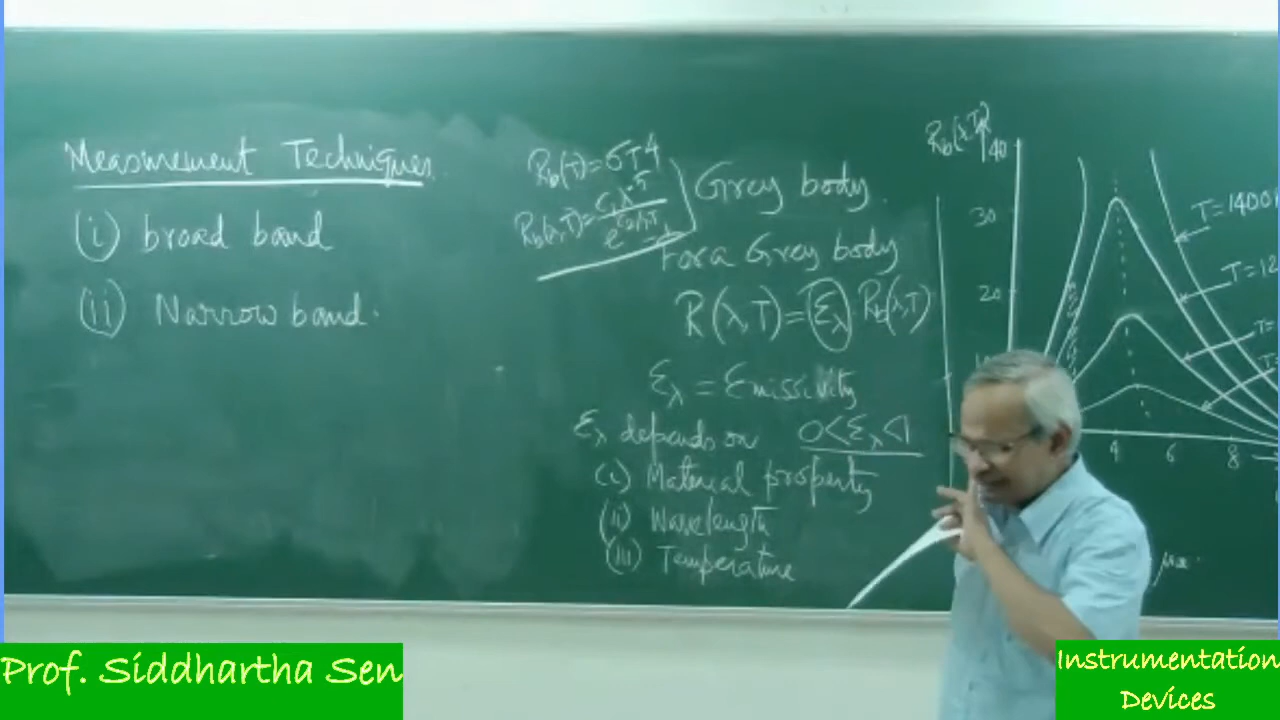 Measurement Techniques
(i) broad band
(ii) Narrow band.
Rb(T)=σT4
Rb(λ,T)=C1λ-5
Grey body
For a Grey body
R(λ,T)=ελ·Rb(λ,T)
ελ = Emissivity
ελ depends on 0<ελ<1
(i) Material property
(ii) Wavelength
(iii) Temperature
Rb(λT)
40
30
20
T=1400
T=12
T=
T=
4 6 8
Prof. Siddhartha Sen
Instrumentation
Devices